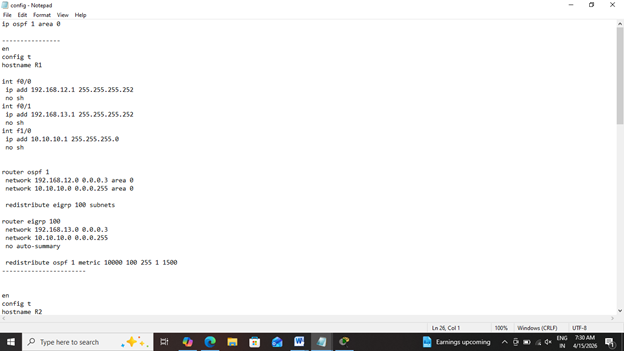 config - Notepad
File Edit Format View Help
ip ospf 1 area 0
----------------
en
config t
hostname R1
int f0/0
ip add 192.168.12.1 255.255.255.252
no sh
int f0/1
ip add 192.168.13.1 255.255.255.252
no sh
int f1/0
ip add 10.10.10.1 255.255.255.0
no sh
router ospf 1
network 192.168.12.0 0.0.0.3 area 0
network 10.10.10.0 0.0.0.255 area 0
redistribute eigrp 100 subnets
router eigrp 100
network 192.168.13.0 0.0.0.3
network 10.10.10.0 0.0.0.255
no auto-summary
redistribute ospf 1 metric 10000 100 255 1 1500
-----------------------
en
config t
hostname R2
Ln 26, Col 1 100% Windows (CRLF) UTF-8
Type here to search Earnings upcoming ENG IN 7:30 AM 4/15/2026